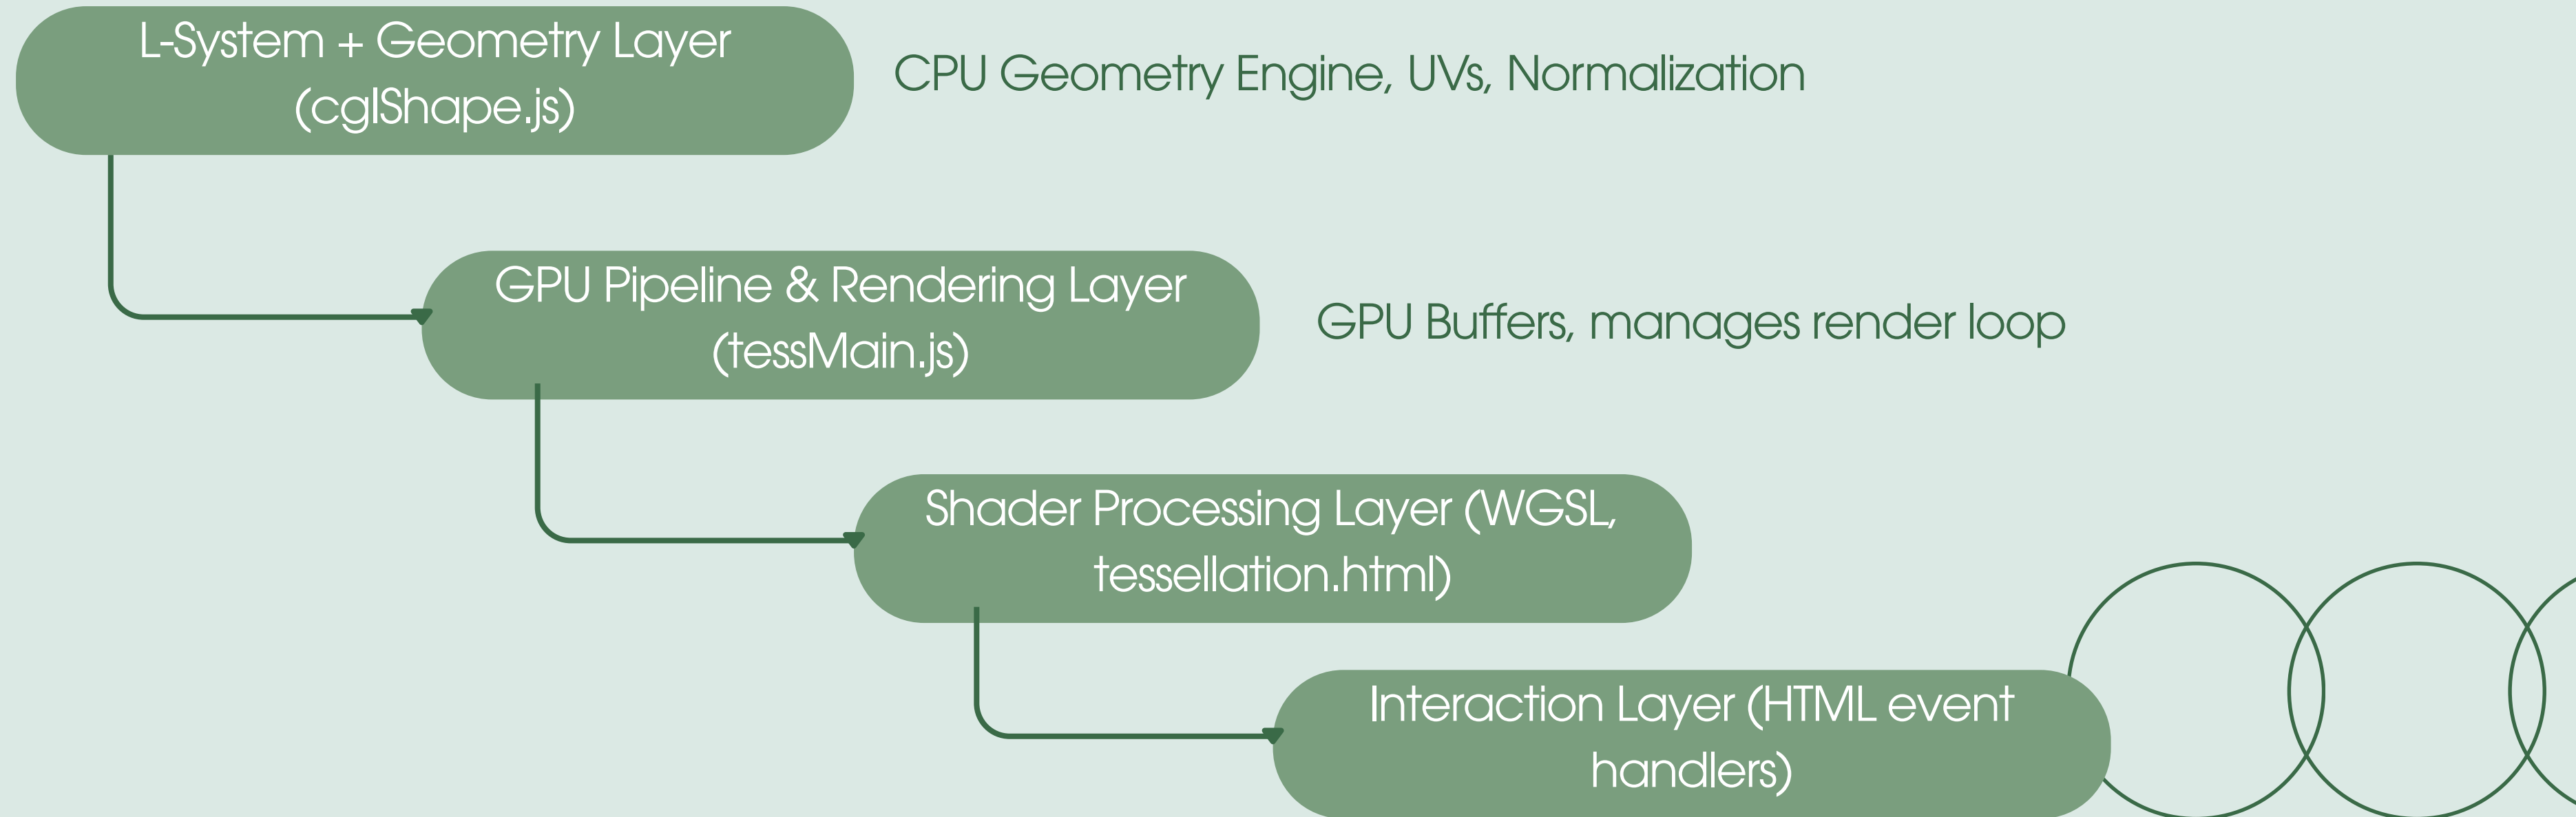 L-System + Geometry Layer
(cglShape.js)
CPU Geometry Engine, UVs, Normalization
GPU Pipeline & Rendering Layer
(tessMain.js)
GPU Buffers, manages render loop
Shader Processing Layer (WGSL,
tessellation.html)
Interaction Layer (HTML event
handlers)